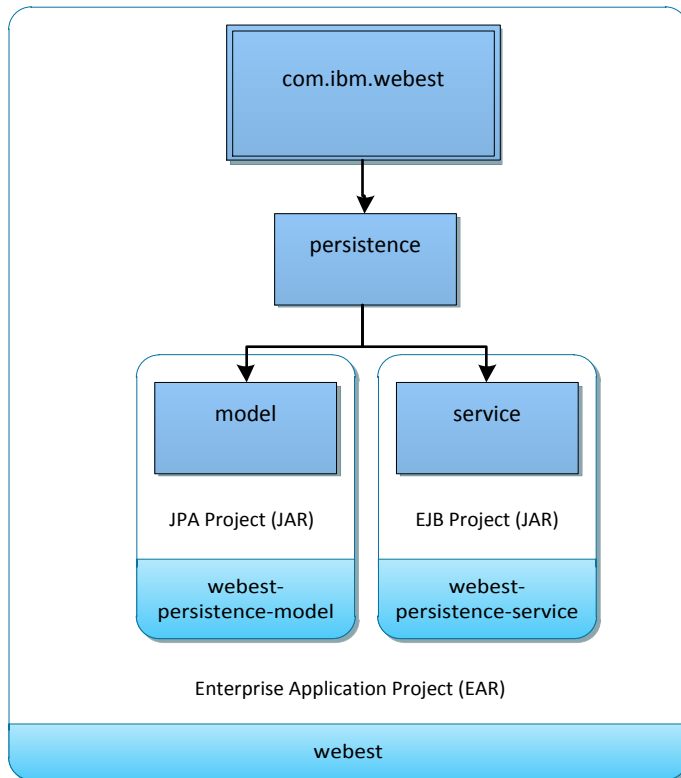 com.ibm.webest
persistence
model
service
JPA Project (JAR)
EJB Project (JAR)
webest-
persistence-model
webest-
persistence-service
Enterprise Application Project (EAR)
webest